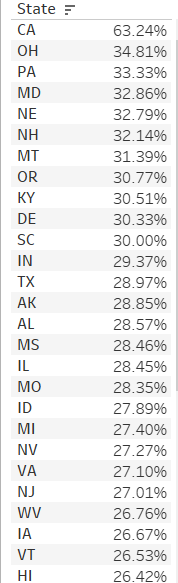 State
CA 63.24%
OH 34.81%
PA 33.33%
MD 32.86%
NE 32.79%
NH 32.14%
MT 31.39%
OR 30.77%
KY 30.51%
DE 30.33%
SC 30.00%
IN 29.37%
TX 28.97%
AK 28.85%
AL 28.57%
MS 28.46%
IL 28.45%
MO 28.35%
ID 27.89%
MI 27.40%
NV 27.27%
VA 27.10%
NJ 27.01%
WV 26.76%
IA 26.67%
VT 26.53%
HI 26.42%